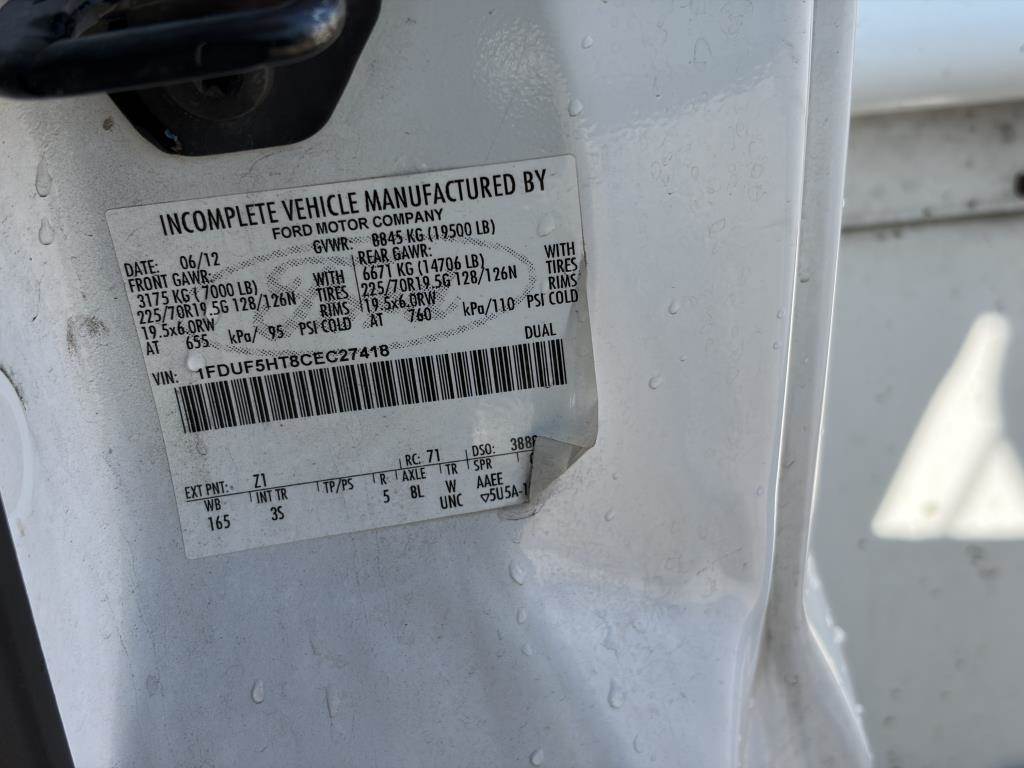 INCOMPLETE VEHICLE MANUFACTURED BY
FORD MOTOR COMPANY
DATE: 06/12 GVWR: 8845 KG (19500 LB)
FRONT GAWR: REAR GAWR:
3175 KG (7000 LB) WITH 6671 KG (14706 LB) WITH
225/70R19.5G 128/126N TIRES 225/70R19.5G 128/126N TIRES
19.5x6.0RW RIMS 19.5x6.0RW RIMS
AT 655 kPa/ 95 PSI COLD AT 760 kPa/110 PSI COLD
DUAL
VIN: 1FDUF5HT8CEC27418
EXT PNT: Z1 RC: 71 DSO:
WB INT TR TP/PS R AXLE TR SPR
165 3S 5 8L W AAEE
UNC